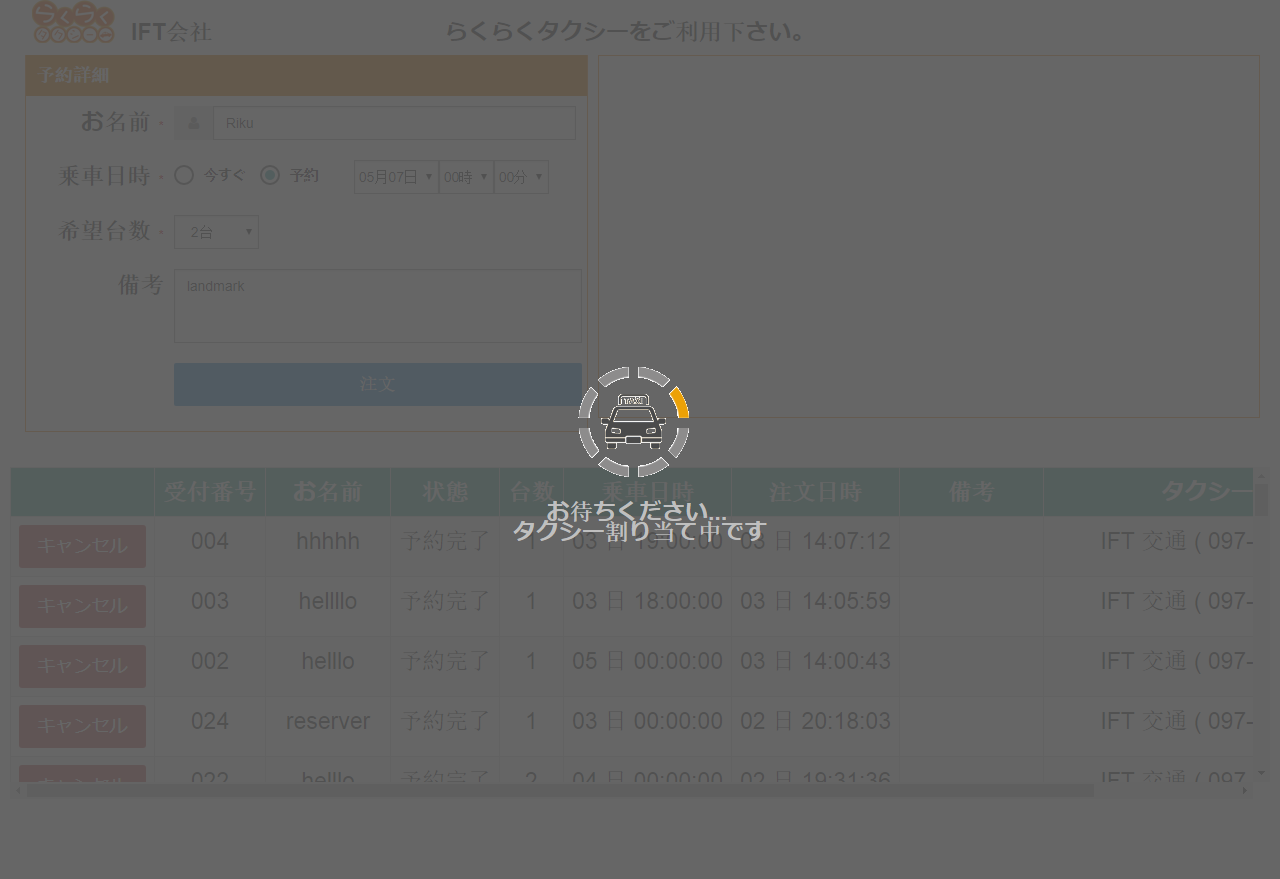 らくらく
タクシー
IFT会社
らくらくタクシーをご利用下さい。
予約詳細
お名前 * Riku
乗車日時 * 今すぐ 予約 05月07日 ▼ 00時 ▼ 00分 ▼
希望台数 * 2台 ▼
備考 landmark
注文
TAXI
受付番号 お名前 状態 台数 乗車日時 注文日時 備考 タクシー
お待ちください...
タクシー割り当て中です
キャンセル 004 hhhhh 予約完了 1 03 日 19:00:00 03 日 14:07:12 IFT 交通 ( 097-
キャンセル 003 hellllo 予約完了 1 03 日 18:00:00 03 日 14:05:59 IFT 交通 ( 097-
キャンセル 002 helllo 予約完了 1 05 日 00:00:00 03 日 14:00:43 IFT 交通 ( 097-
キャンセル 024 reserver 予約完了 1 03 日 00:00:00 02 日 20:18:03 IFT 交通 ( 097-
キャンセル 022 helllo 予約完了 2 04 日 00:00:00 02 日 19:31:36 IFT 交通 ( 097-